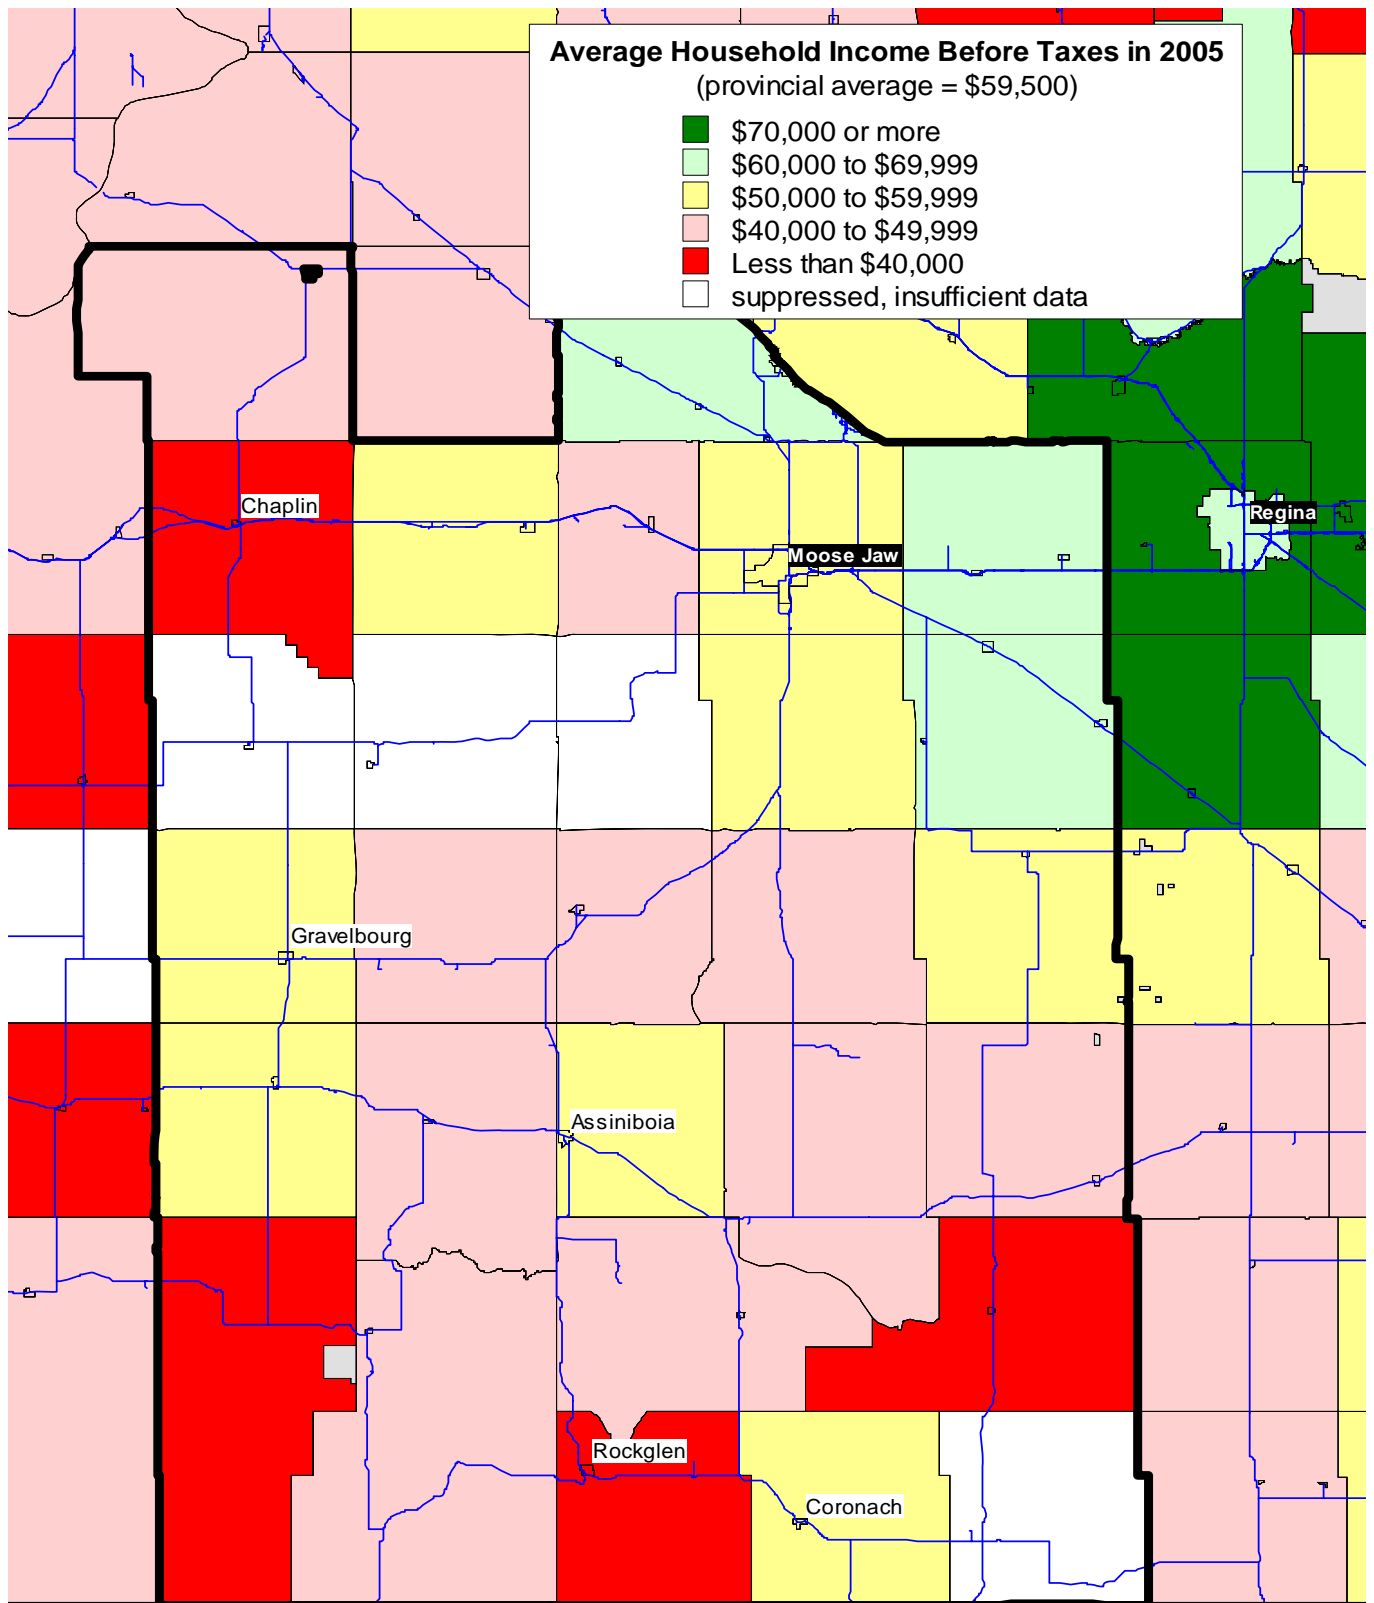 Average Household Income Before Taxes in 2005
(provincial average = $59,500)
$70,000 or more
$60,000 to $69,999
$50,000 to $59,999
$40,000 to $49,999
Less than $40,000
suppressed, insufficient data
Chaplin
Regina
Moose Jaw
Gravelbourg
Assiniboia
Rockglen
Coronach